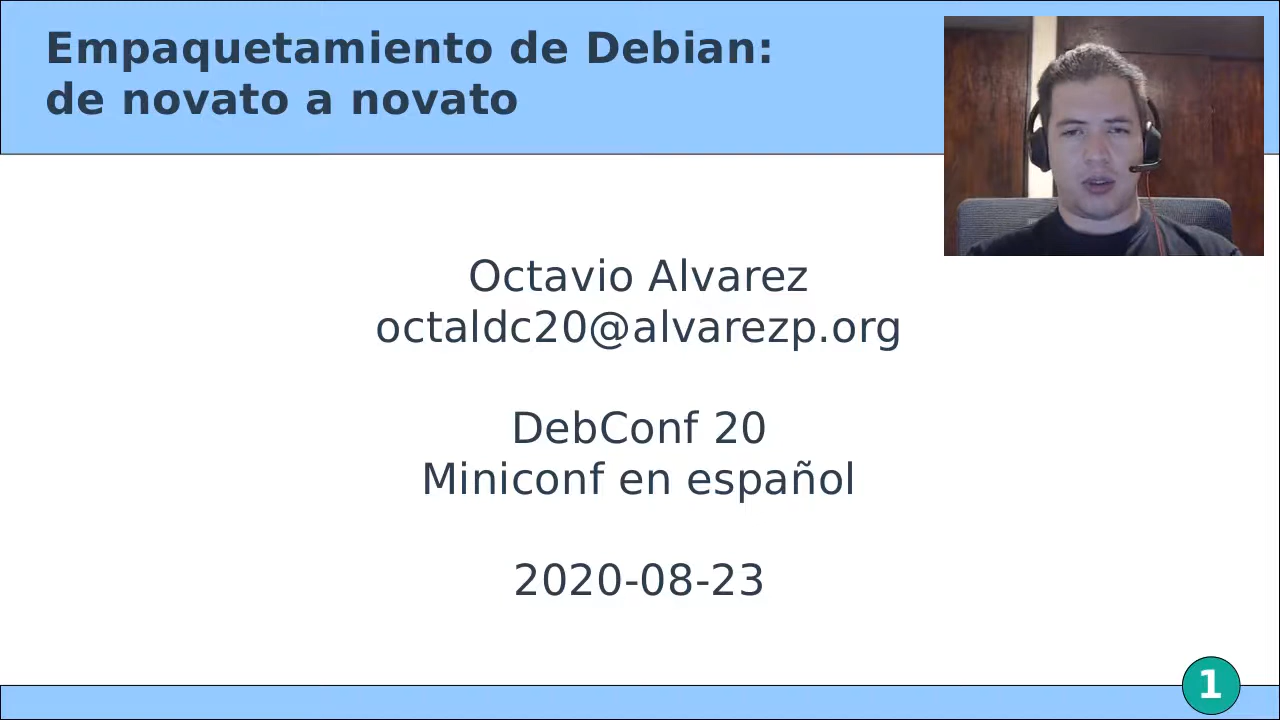 Empaquetamiento de Debian:
de novato a novato
Octavio Alvarez
octaldc20@alvarezp.org
DebConf 20
Miniconf en español
2020-08-23
1